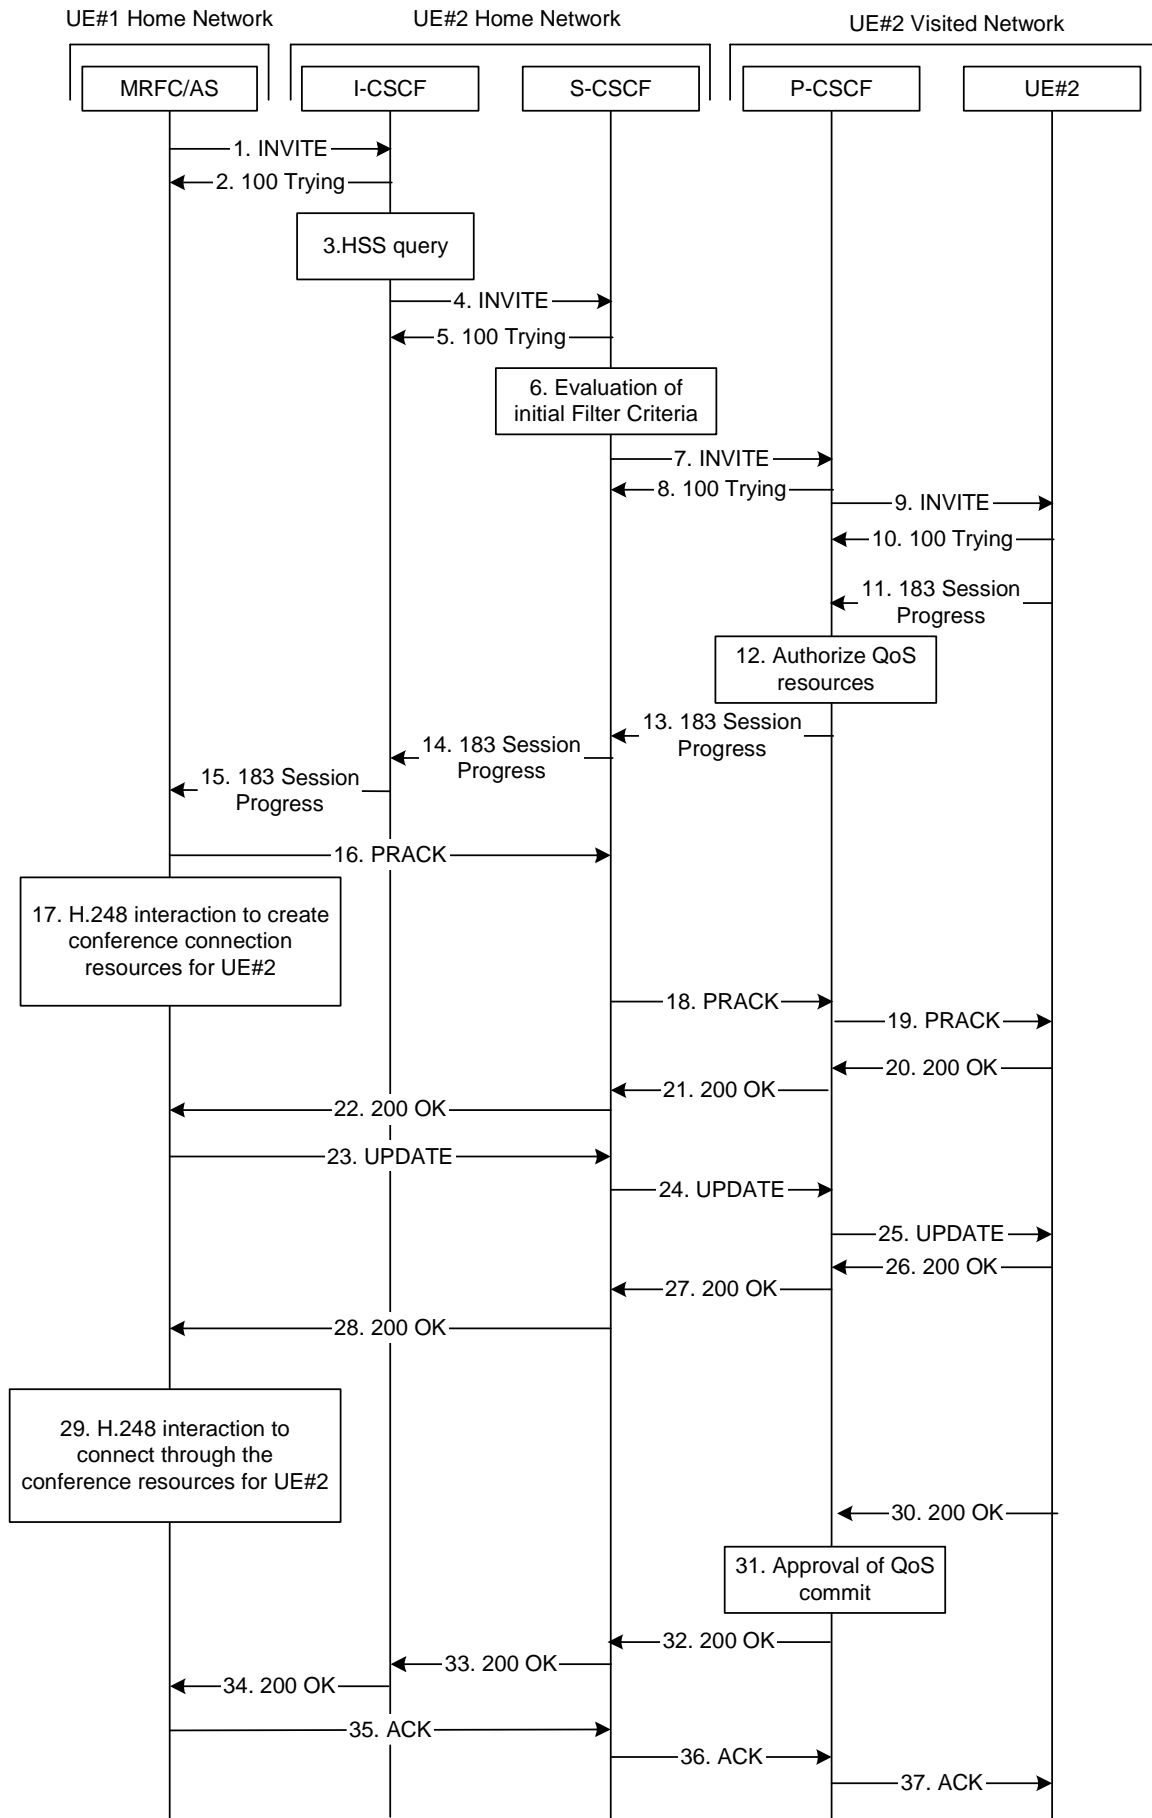 UE#1 Home Network
UE#2 Home Network
UE#2 Visited Network
MRFC/AS
I-CSCF
S-CSCF
P-CSCF
UE#2
1. INVITE
2. 100 Trying
3.HSS query
4. INVITE
5. 100 Trying
6. Evaluation of
initial Filter Criteria
7. INVITE
8. 100 Trying
9. INVITE
10. 100 Trying
11. 183 Session
Progress
12. Authorize QoS
resources
13. 183 Session
Progress
14. 183 Session
Progress
15. 183 Session
Progress
16. PRACK
17. H.248 interaction to create
conference connection
resources for UE#2
18. PRACK
19. PRACK
20. 200 OK
21. 200 OK
22. 200 OK
23. UPDATE
24. UPDATE
25. UPDATE
26. 200 OK
27. 200 OK
28. 200 OK
29. H.248 interaction to
connect through the
conference resources for UE#2
30. 200 OK
31. Approval of QoS
commit
32. 200 OK
33. 200 OK
34. 200 OK
35. ACK
36. ACK
37. ACK